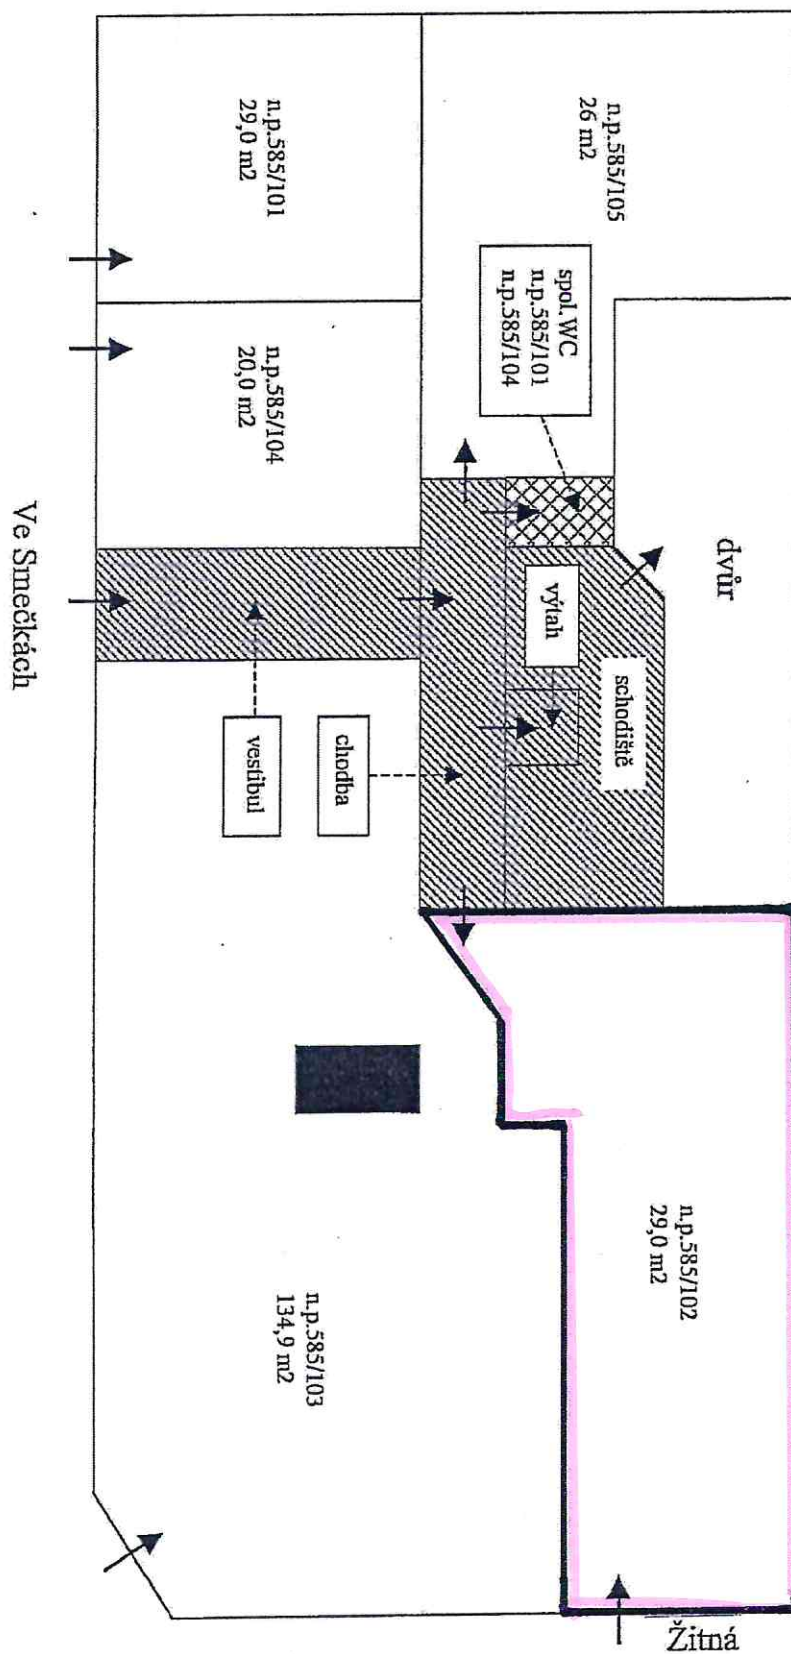 n.p.585/105
26 m2
n.p.585/101
29,0 m2
spol.WC
n.p.585/101
n.p.585/104
n.p.585/104
20,0 m2
dvůr
výtah
schodiště
chodba
vestibul
Ve Smečkách
n.p.585/102
29,0 m2
n.p.585/103
134,9 m2
Žitná